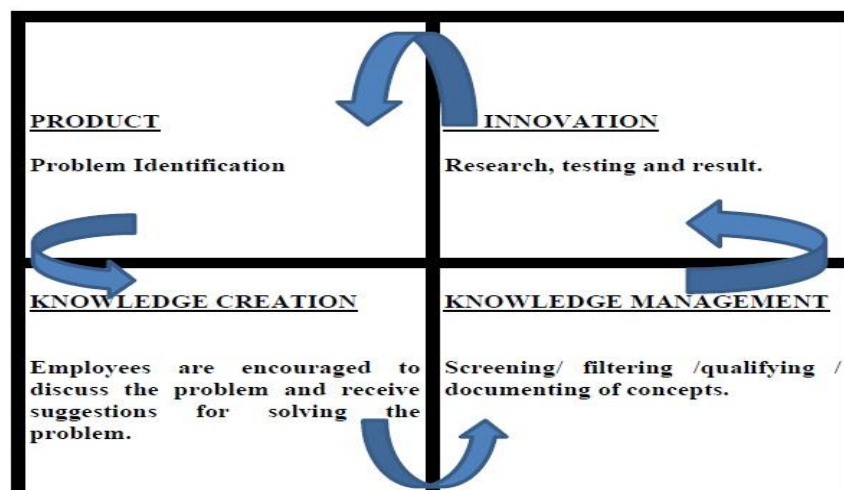 PRODUCT
Problem Identification
INNOVATION
Research, testing and result.
KNOWLEDGE CREATION
Employees are encouraged to
discuss the problem and receive
suggestions for solving the
problem.
KNOWLEDGE MANAGEMENT
Screening/ filtering /qualifying /
documenting of concepts.